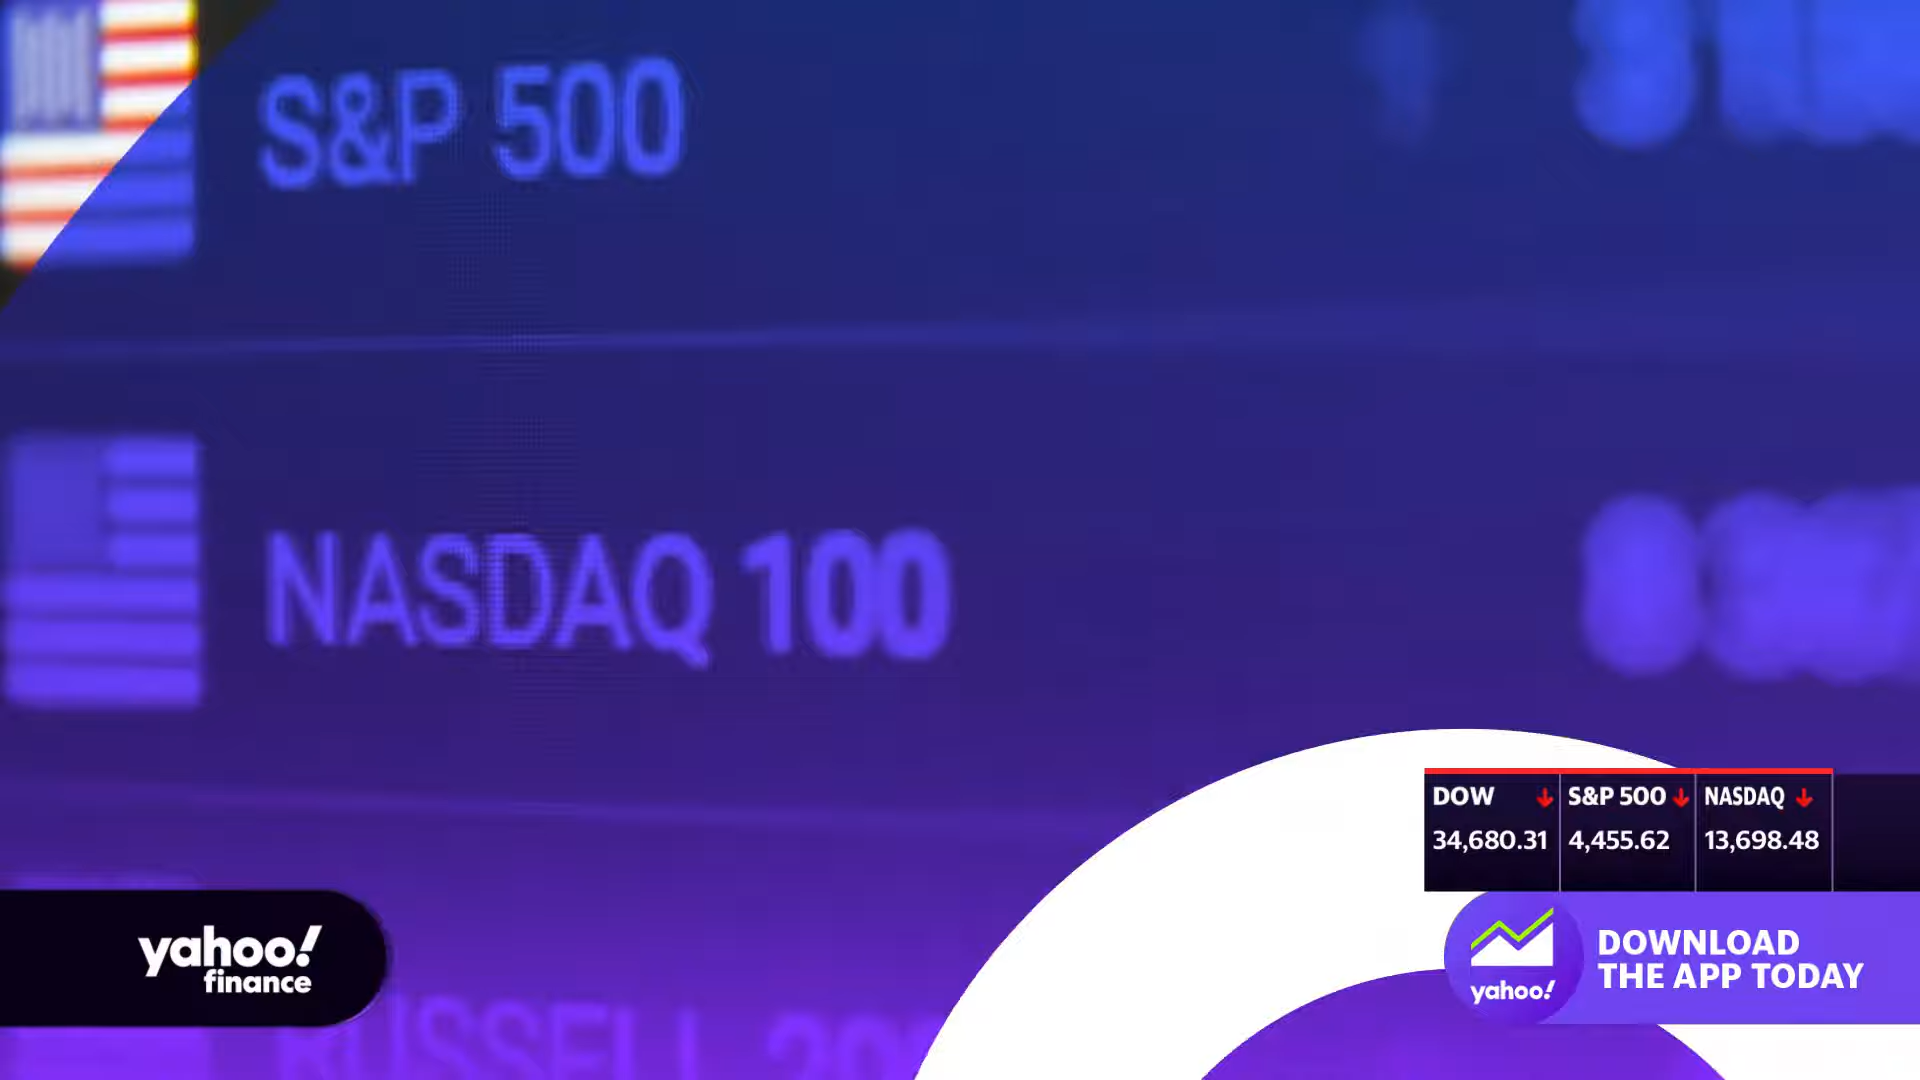 S&P 500
NASDAQ 100
DOW
34,680.31
S&P 500
4,455.62
NASDAQ
13,698.48
yahoo!
finance
yahoo!
DOWNLOAD
THE APP TODAY
RUSSELL